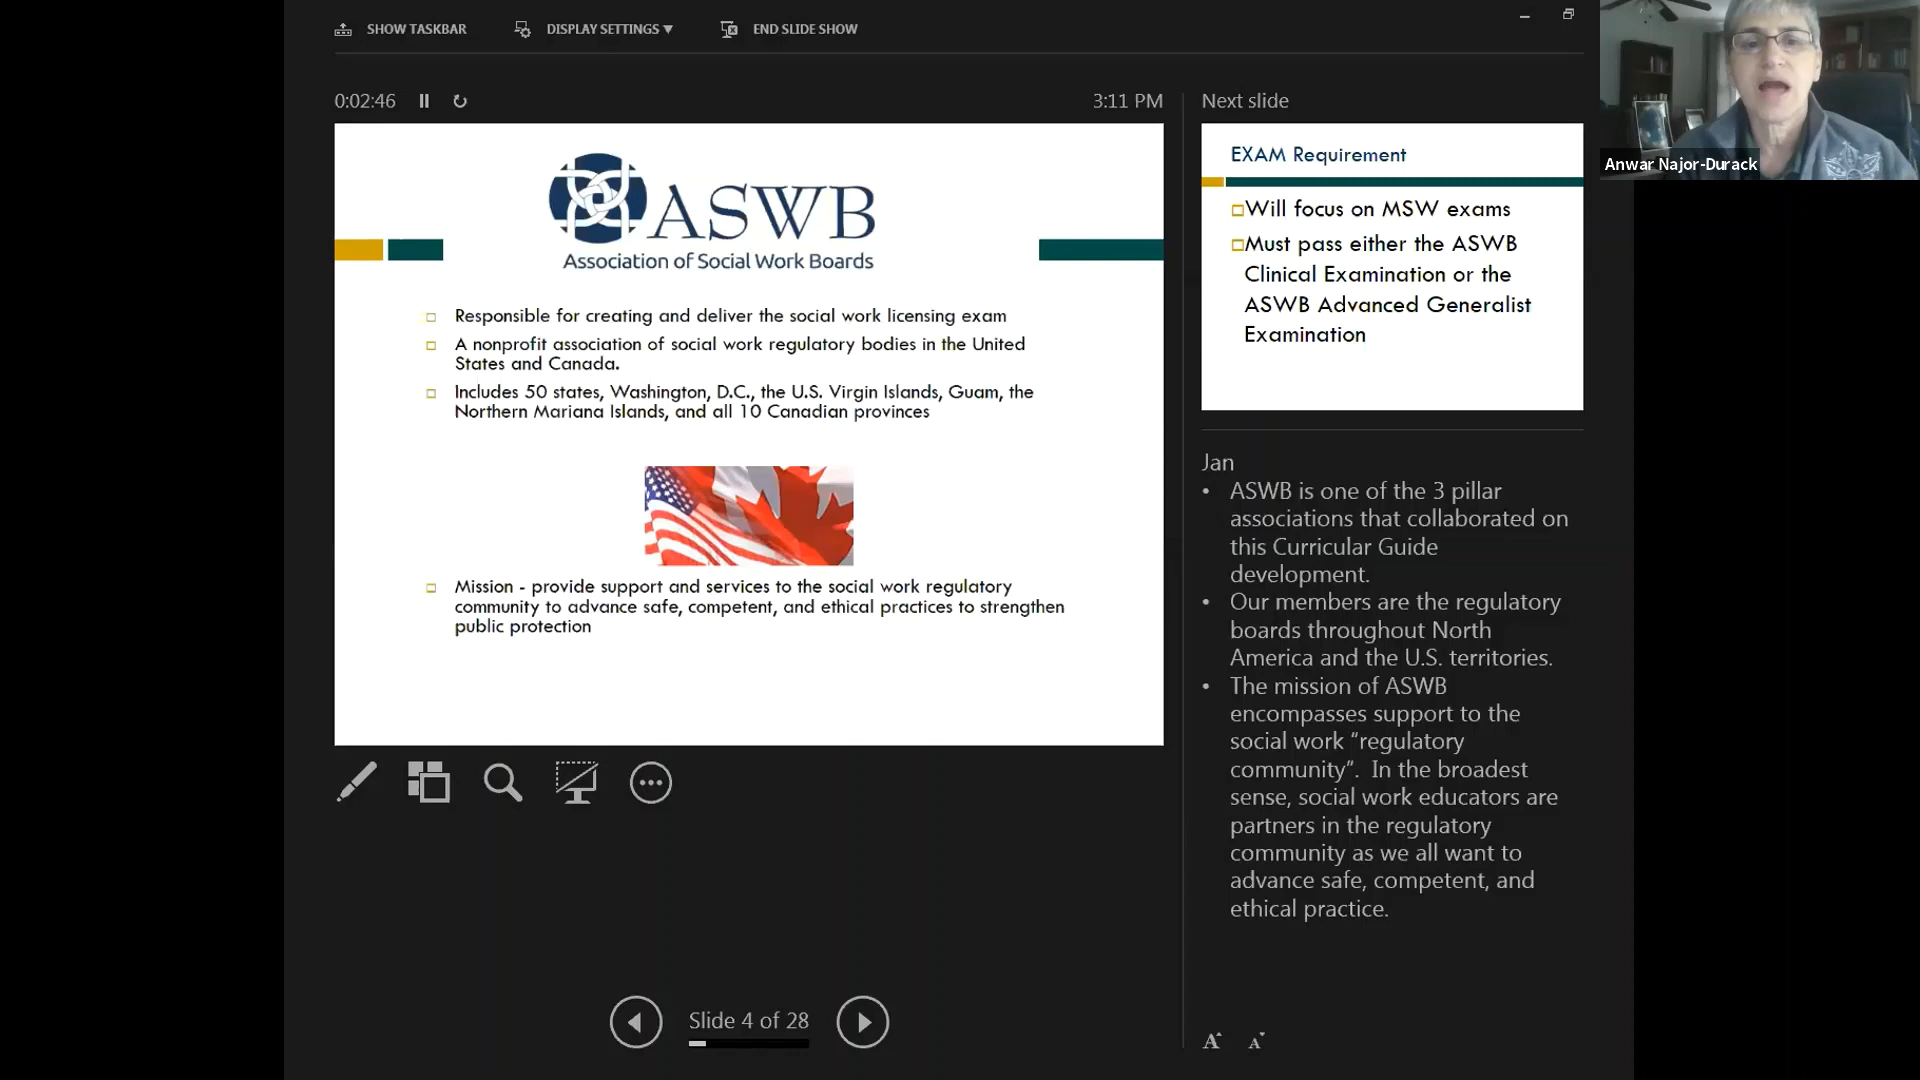 SHOW TASKBAR
DISPLAY SETTINGS
END SLIDE SHOW
0:02:46
3:11 PM
ASWB
Association of Social Work Boards
Responsible for creating and deliver the social work licensing exam
A nonprofit association of social work regulatory bodies in the United
States and Canada.
Includes 50 states, Washington, D.C., the U.S. Virgin Islands, Guam, the
Northern Mariana Islands, and all 10 Canadian provinces
Mission - provide support and services to the social work regulatory
community to advance safe, competent, and ethical practices to strengthen
public protection
Slide 4 of 28
Next slide
EXAM Requirement
Will focus on MSW exams
Must pass either the ASWB
Clinical Examination or the
ASWB Advanced Generalist
Examination
Jan
• ASWB is one of the 3 pillar
associations that collaborated on
this Curricular Guide
development.
• Our members are the regulatory
boards throughout North
America and the U.S. territories.
• The mission of ASWB
encompasses support to the
social work “regulatory
community”. In the broadest
sense, social work educators are
partners in the regulatory
community as we all want to
advance safe, competent, and
ethical practice.
A A
Anwar Najor-Durack